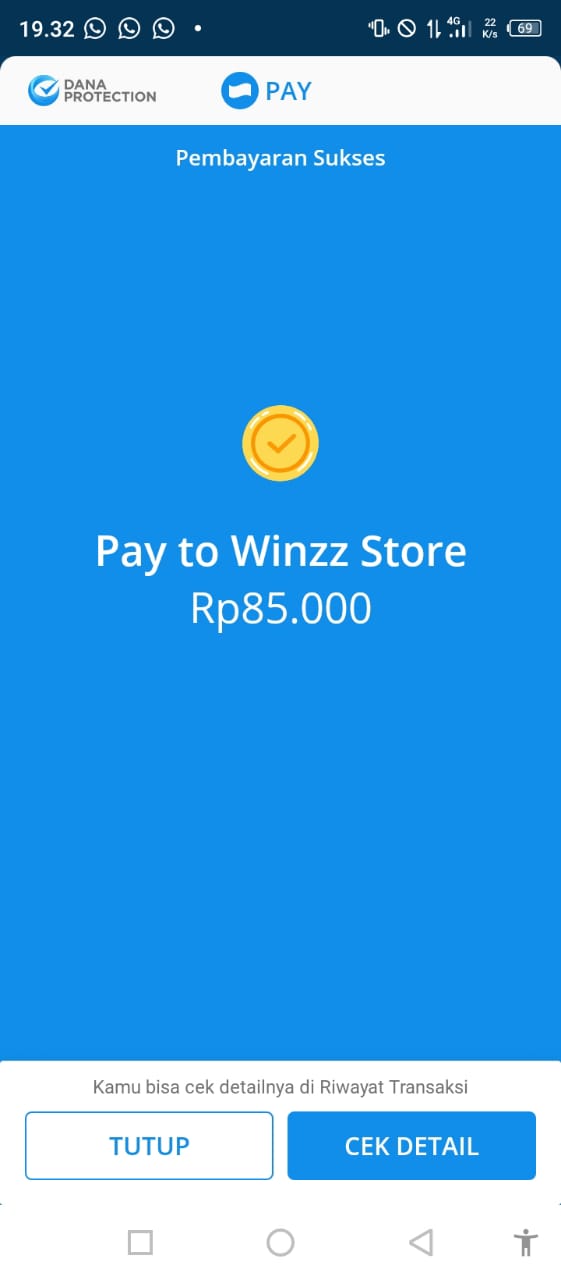 19.32
4G
22
K/s
69
DANA
PROTECTION
PAY
Pembayaran Sukses
Pay to Winzz Store
Rp85.000
Kamu bisa cek detailnya di Riwayat Transaksi
TUTUP
CEK DETAIL